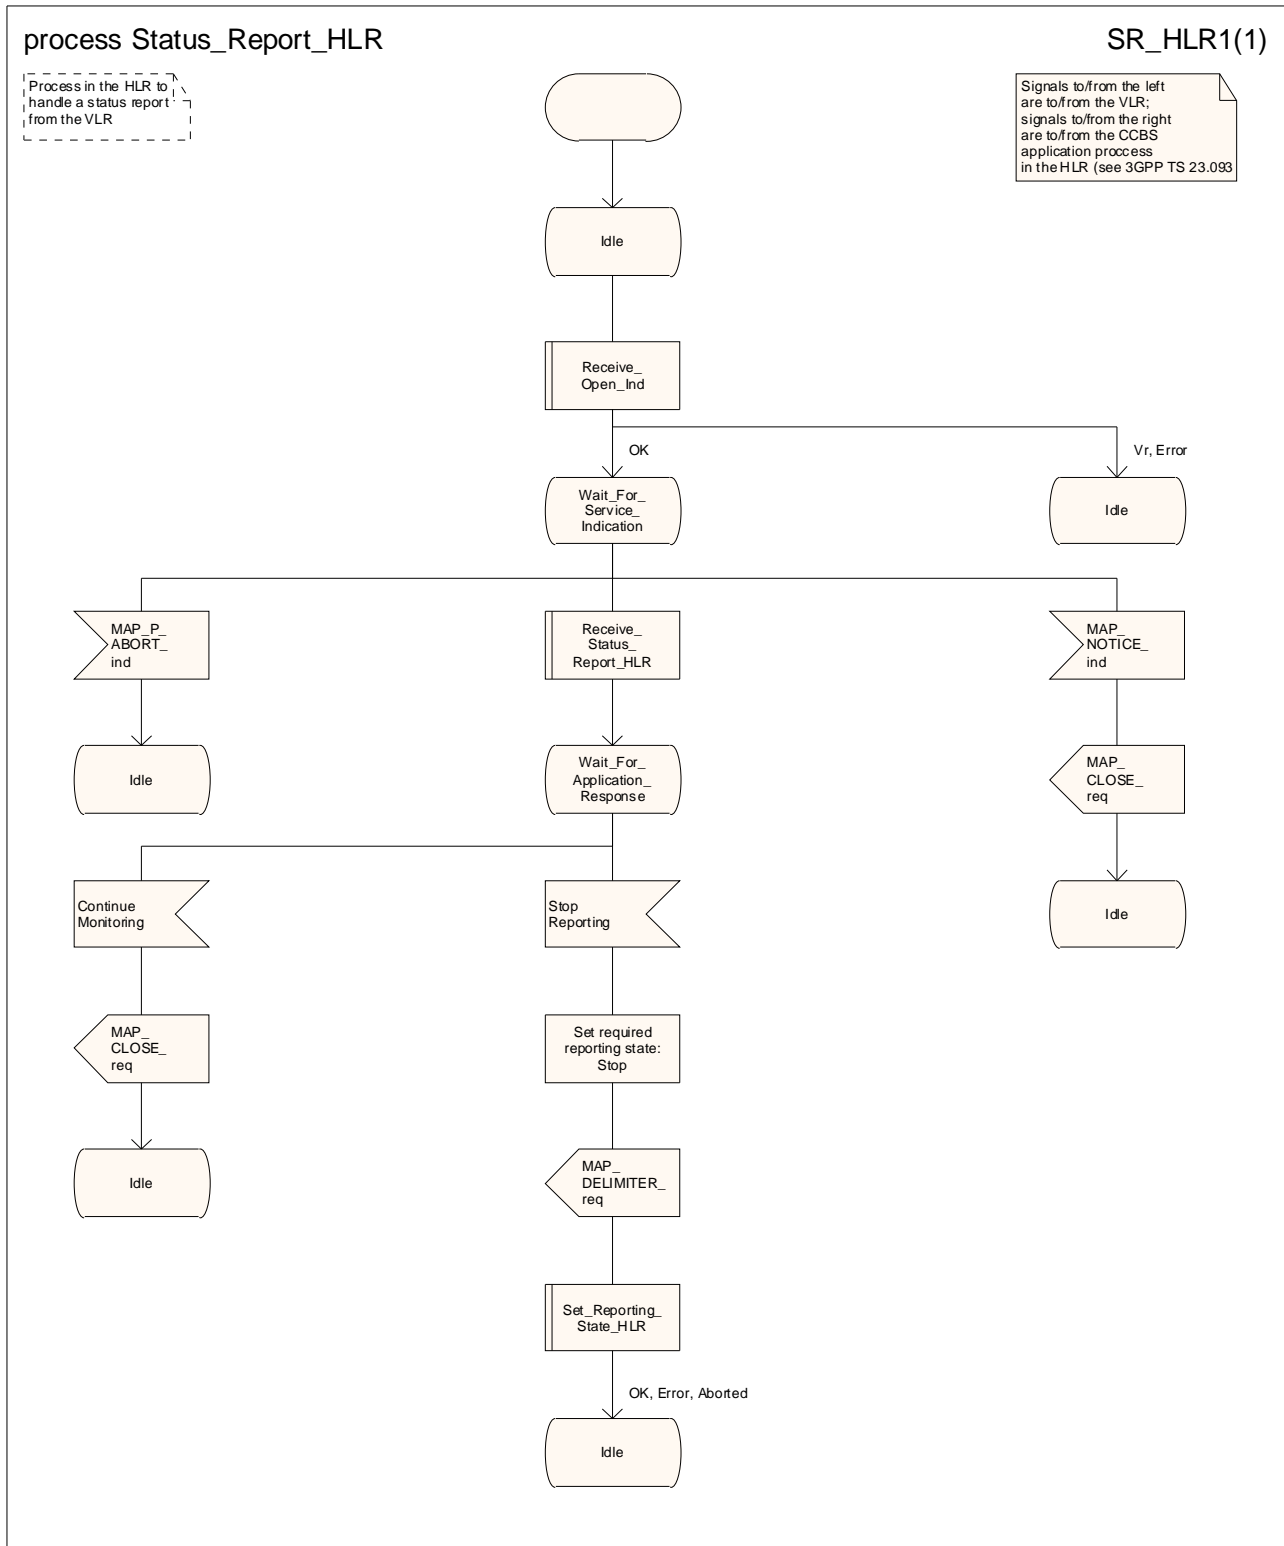 process Status_Report_HLR
SR_HLR1(1)
Process in the HLR to
handle a status report
from the VLR
Signals to/from the left
are to/from the VLR;
signals to/from the right
are to/from the CCBS
application proccess
in the HLR (see 3GPP TS 23.093
Idle
Receive_
Open_Ind
OK
Vr, Error
Wait_For_
Service_
Indication
Idle
MAP_P_
ABORT_
ind
Receive_
Status_
Report_HLR
MAP_
NOTICE_
ind
Idle
Wait_For_
Application_
Response
MAP_
CLOSE_
req
Continue
Monitoring
Stop
Reporting
Idle
MAP_
CLOSE_
req
Set required
reporting state:
Stop
Idle
MAP_
DELIMITER_
req
Set_Reporting_
State_HLR
OK, Error, Aborted
Idle